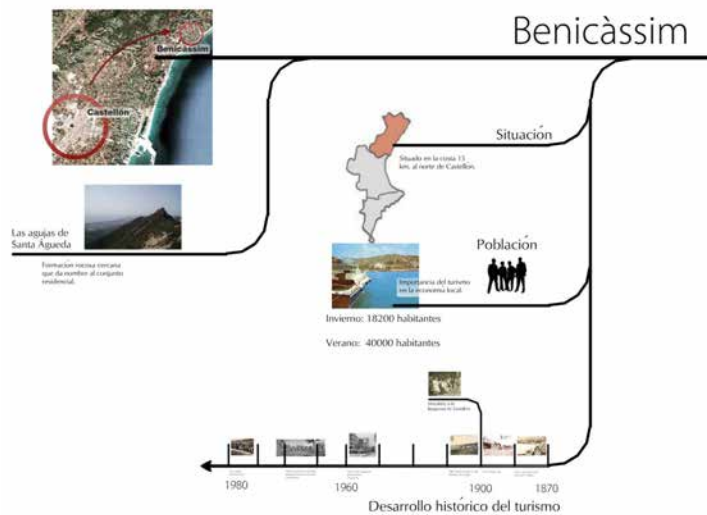 Benicàssim
Benicàssim
Castellón
Situación
Situado en la costa 13
km. al norte de Castellón.
Las agujas de
Santa Águeda
Formacion rocosa cercana
que da nombre al conjunto
residencial.
Población
Importancia del turismo
en la economía local.
Invierno: 18200 habitantes
Verano: 40000 habitantes
1980
1960
1900
1870
Desarrollo histórico del turismo